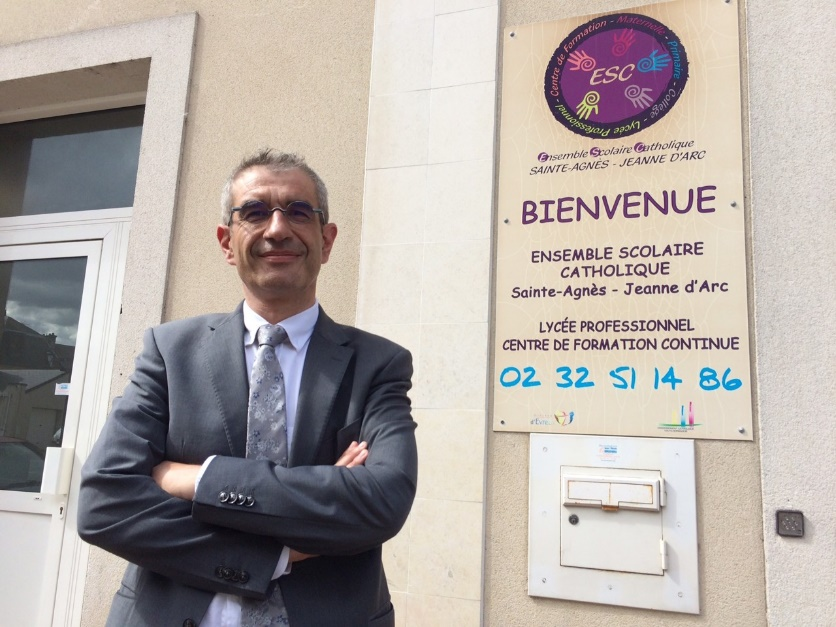 Centre de Formation - Maternelle - Primaire - Collège - Lycée Professionnel -
ESC
Ensemble Scolaire Catholique
SAINTE-AGNÈS - JEANNE D'ARC
BIENVENUE
ENSEMBLE SCOLAIRE
CATHOLIQUE
Sainte-Agnès - Jeanne d'Arc
LYCÉE PROFESSIONNEL
CENTRE DE FORMATION CONTINUE
02 32 51 14 86